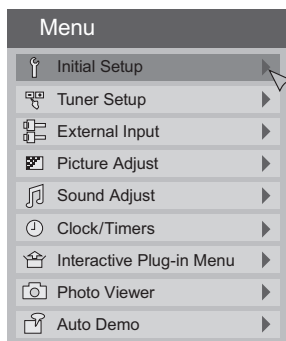 Menu
Initial Setup
Tuner Setup
External Input
Picture Adjust
Sound Adjust
Clock/Timers
Interactive Plug-in Menu
Photo Viewer
Auto Demo